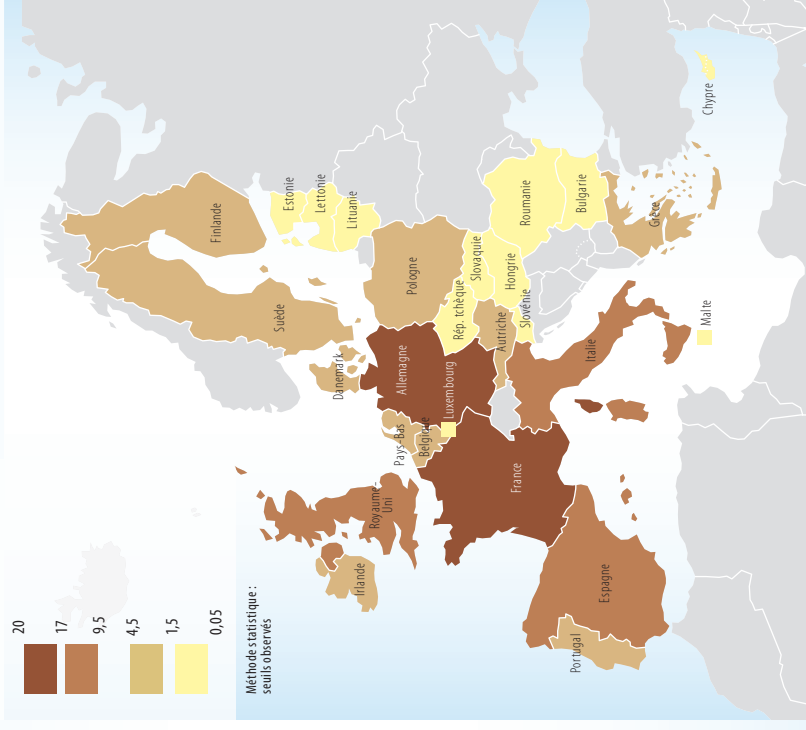 20
17
9,5
4,5
1,5
0,05
Méthode statistique :
seuils observés
Finlande
Suède
Estonie
Lettonie
Lituanie
Danemark
Pologne
Allemagne
Pays-Bas
Belgique
Luxembourg
Rép. tchèque
Slovaquie
Autriche
Hongrie
Slovénie
Roumanie
Bulgarie
Grèce
Chypre
Malte
Italie
France
Royaume-
Uni
Irlande
Espagne
Portugal